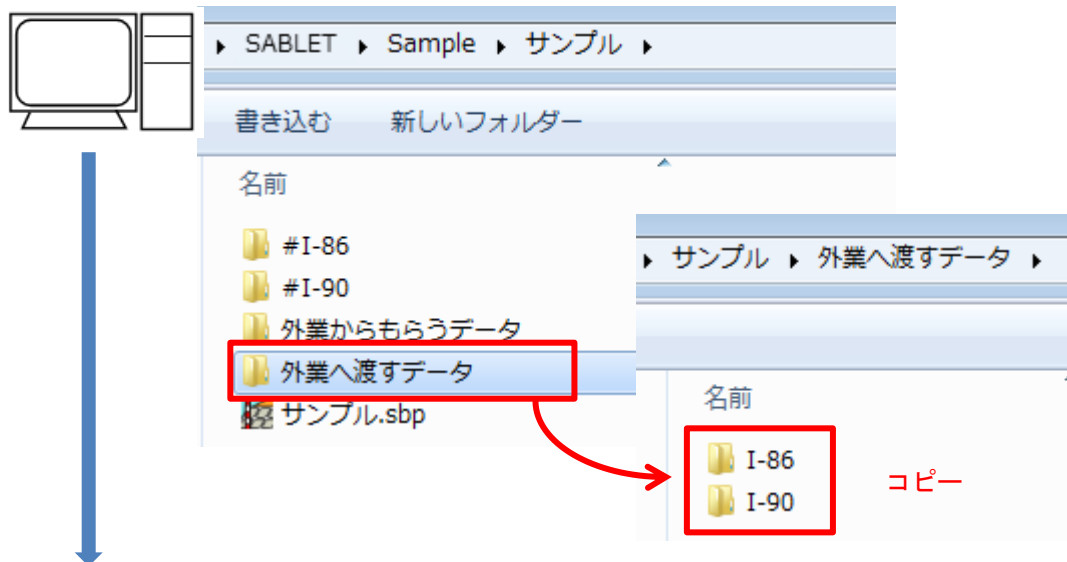 SABLET ▸ Sample ▸ サンプル ▸
書き込む 新しいフォルダー
名前
#I-86
#I-90
外業からもらうデータ
外業へ渡すデータ
サンプル.sbp
▸ サンプル ▸ 外業へ渡すデータ ▸
名前
I-86
I-90
コピー